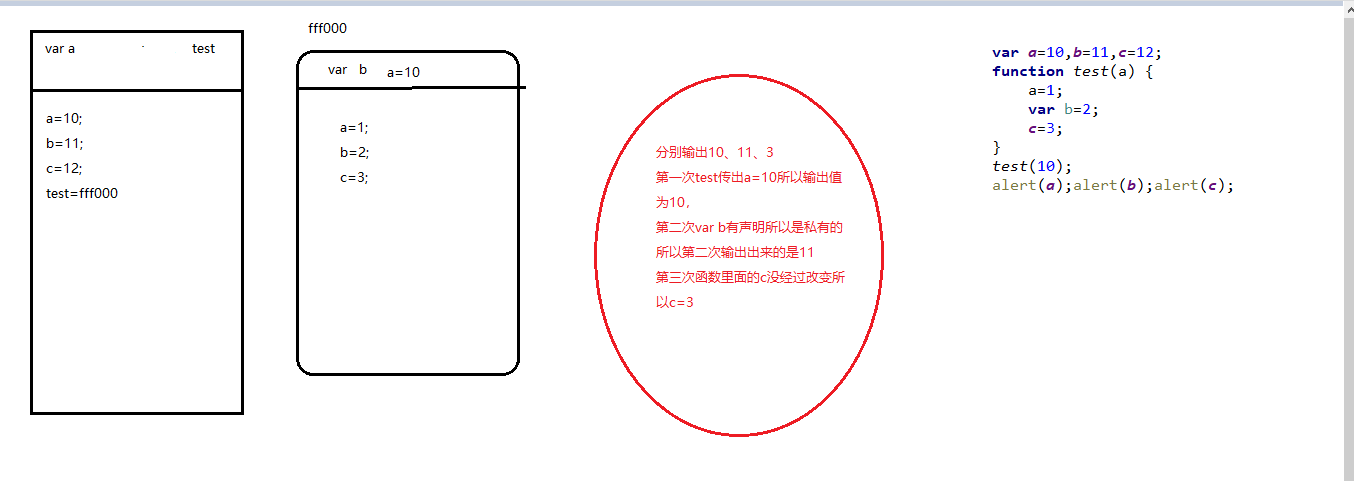 var a test
a=10;
b=11;
c=12;
test=fff000
fff000
var b a=10
a=1;
b=2;
c=3;
分别输出10、11、3
第一次test传出a=10所以输出值
为10，
第二次var b有声明所以是私有的
所以第二次输出出来的是11
第三次函数里面的c没经过改变所
以c=3
var a=10,b=11,c=12;
function test(a) {
a=1;
var b=2;
c=3;
}
test(10);
alert(a);alert(b);alert(c);